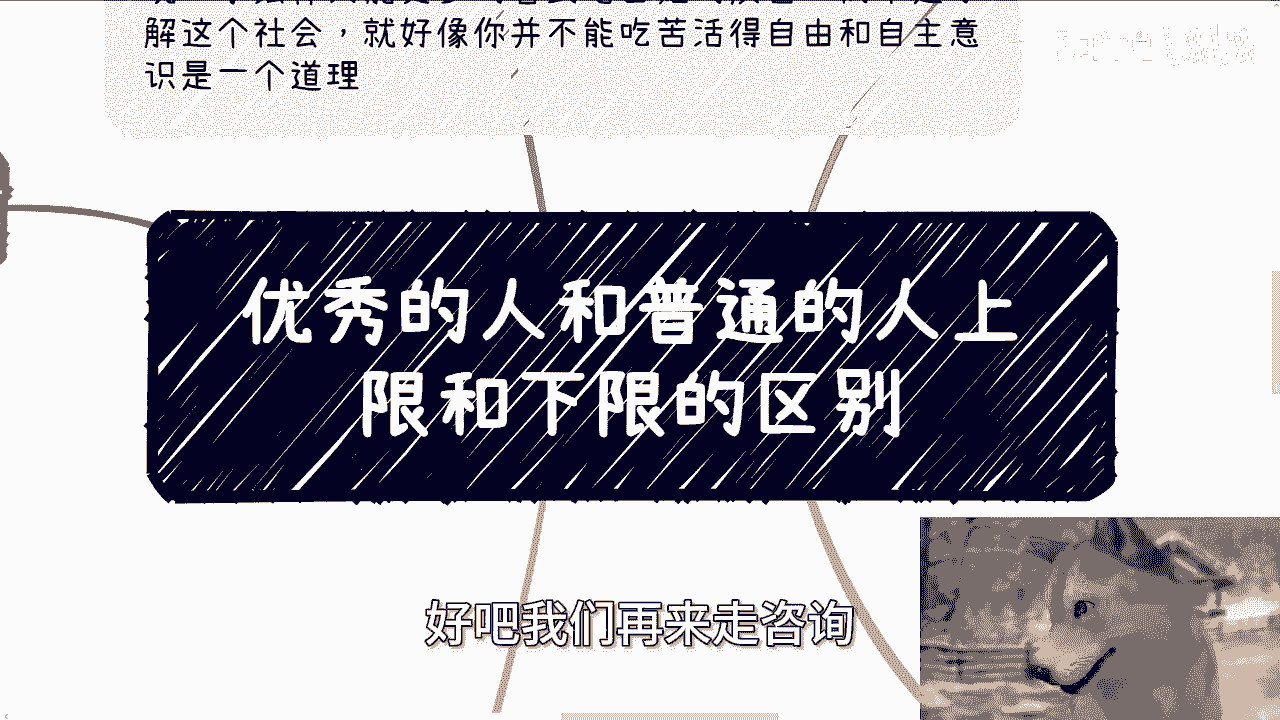 解这个社会，就好像你并不能吃苦活得自由和自主意
识是一个道理
优秀的人和普通的人上
限和下限的区别
好吧我们再来走咨询